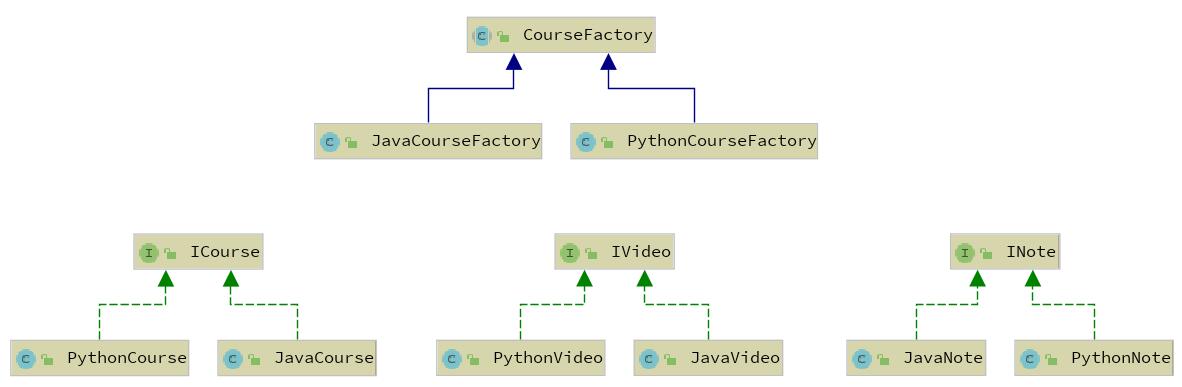 C CourseFactory
C JavaCourseFactory
C PythonCourseFactory
I ICourse
I IVideo
I INote
C PythonCourse
C JavaCourse
C PythonVideo
C JavaVideo
C JavaNote
C PythonNote